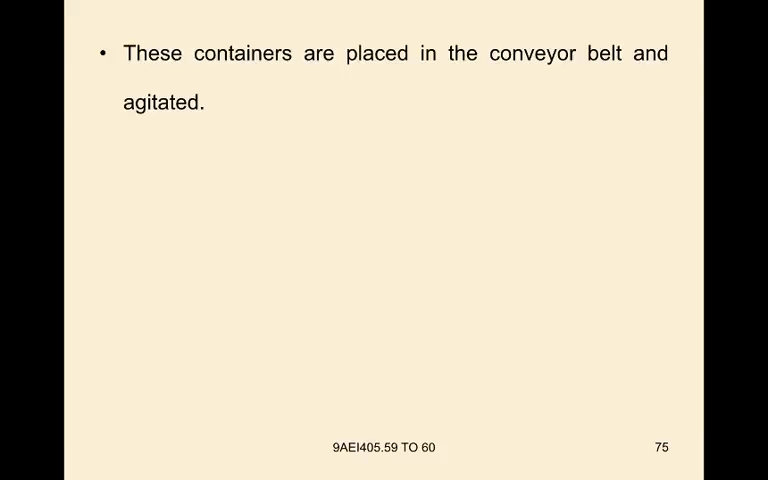 • These containers are placed in the conveyor belt and
agitated.
9AEI405.59 TO 60
75